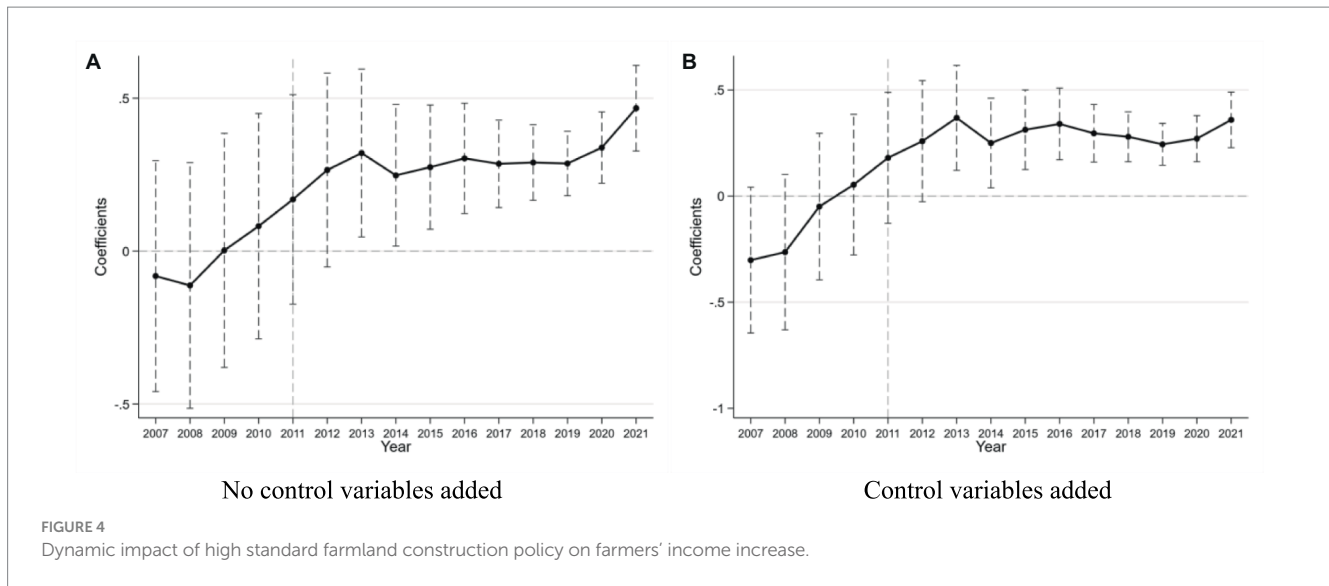 A
.5
0
-.5
Coefficients
2007 2008 2009 2010 2011 2012 2013 2014 2015 2016 2017 2018 2019 2020 2021
Year
No control variables added
B
.5
0
-.5
-1
Coefficients
2007 2008 2009 2010 2011 2012 2013 2014 2015 2016 2017 2018 2019 2020 2021
Year
Control variables added
FIGURE 4
Dynamic impact of high standard farmland construction policy on farmers’ income increase.